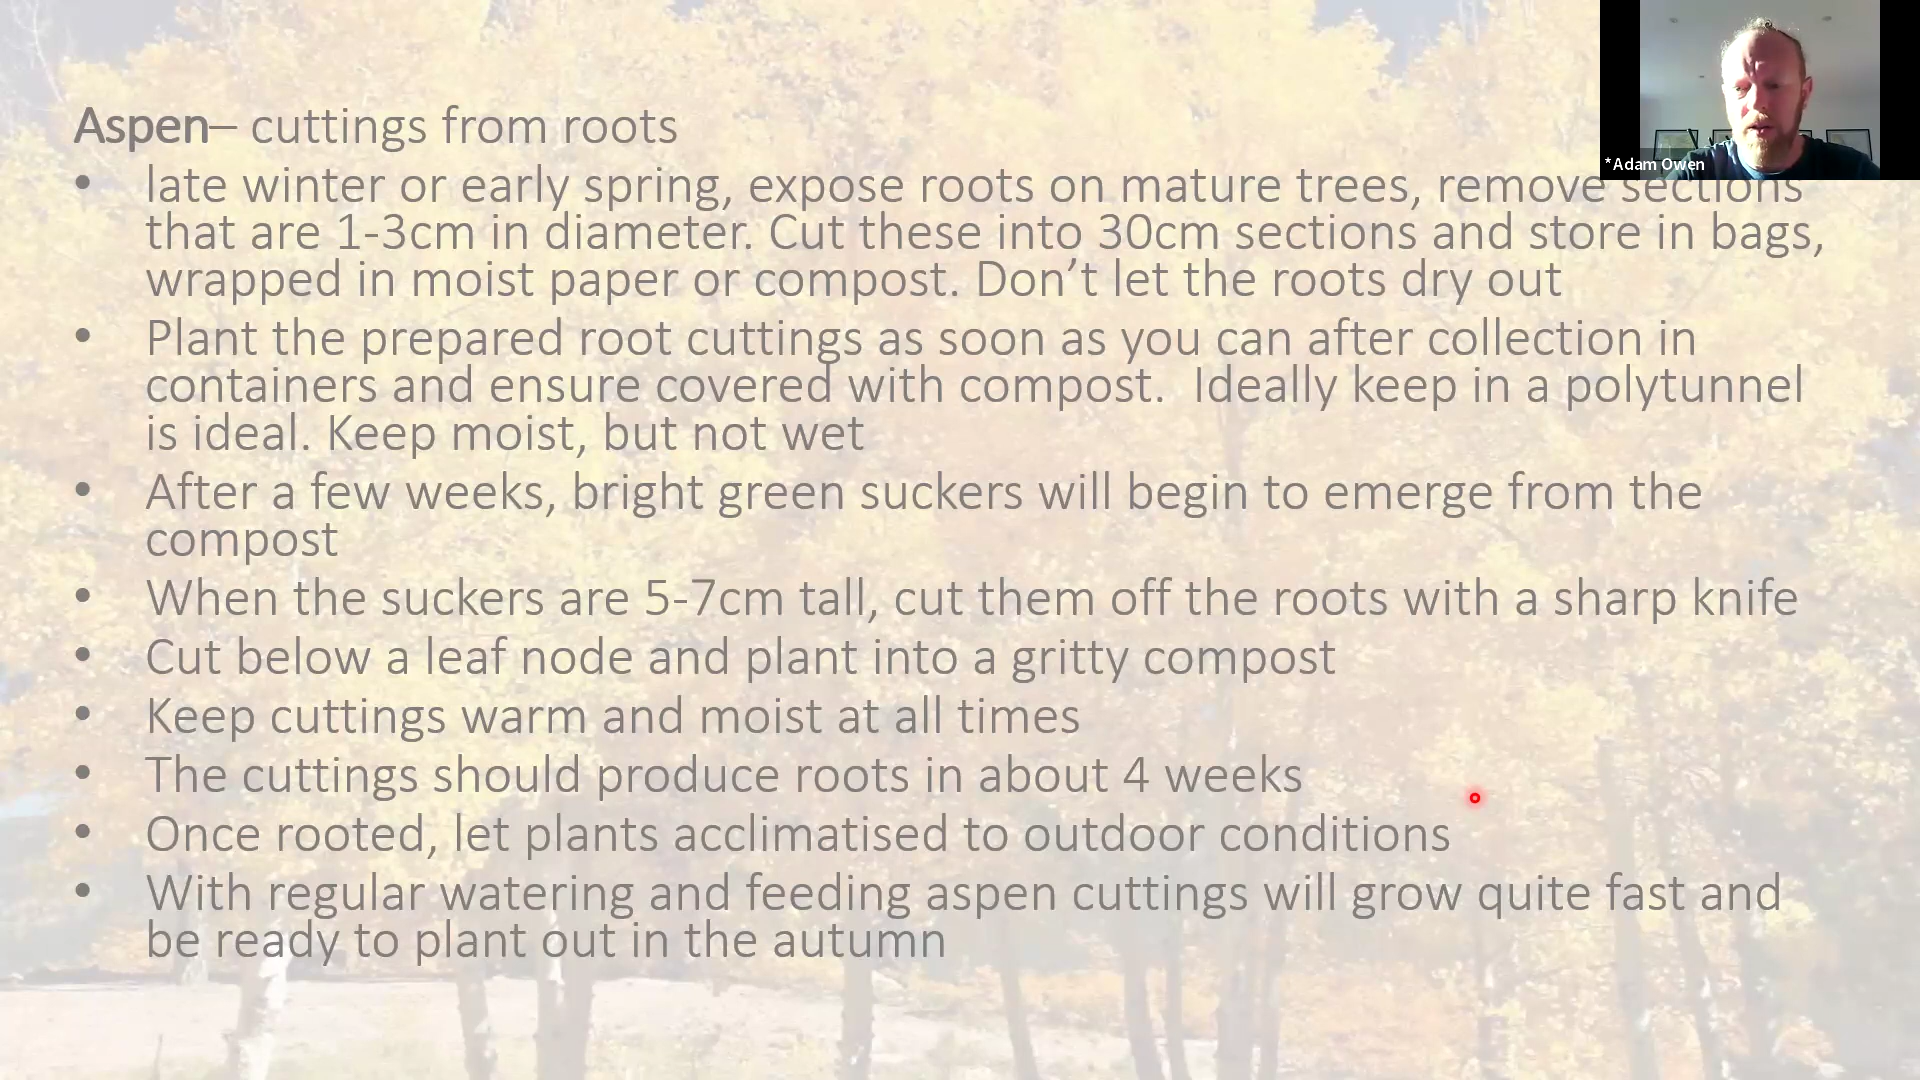 Aspen– cuttings from roots
• late winter or early spring, expose roots on mature trees, remove sections
that are 1-3cm in diameter. Cut these into 30cm sections and store in bags,
wrapped in moist paper or compost. Don’t let the roots dry out
• Plant the prepared root cuttings as soon as you can after collection in
containers and ensure covered with compost.  Ideally keep in a polytunnel
is ideal. Keep moist, but not wet
• After a few weeks, bright green suckers will begin to emerge from the
compost
• When the suckers are 5-7cm tall, cut them off the roots with a sharp knife
• Cut below a leaf node and plant into a gritty compost
• Keep cuttings warm and moist at all times
• The cuttings should produce roots in about 4 weeks
• Once rooted, let plants acclimatised to outdoor conditions
• With regular watering and feeding aspen cuttings will grow quite fast and
be ready to plant out in the autumn
*Adam Owen